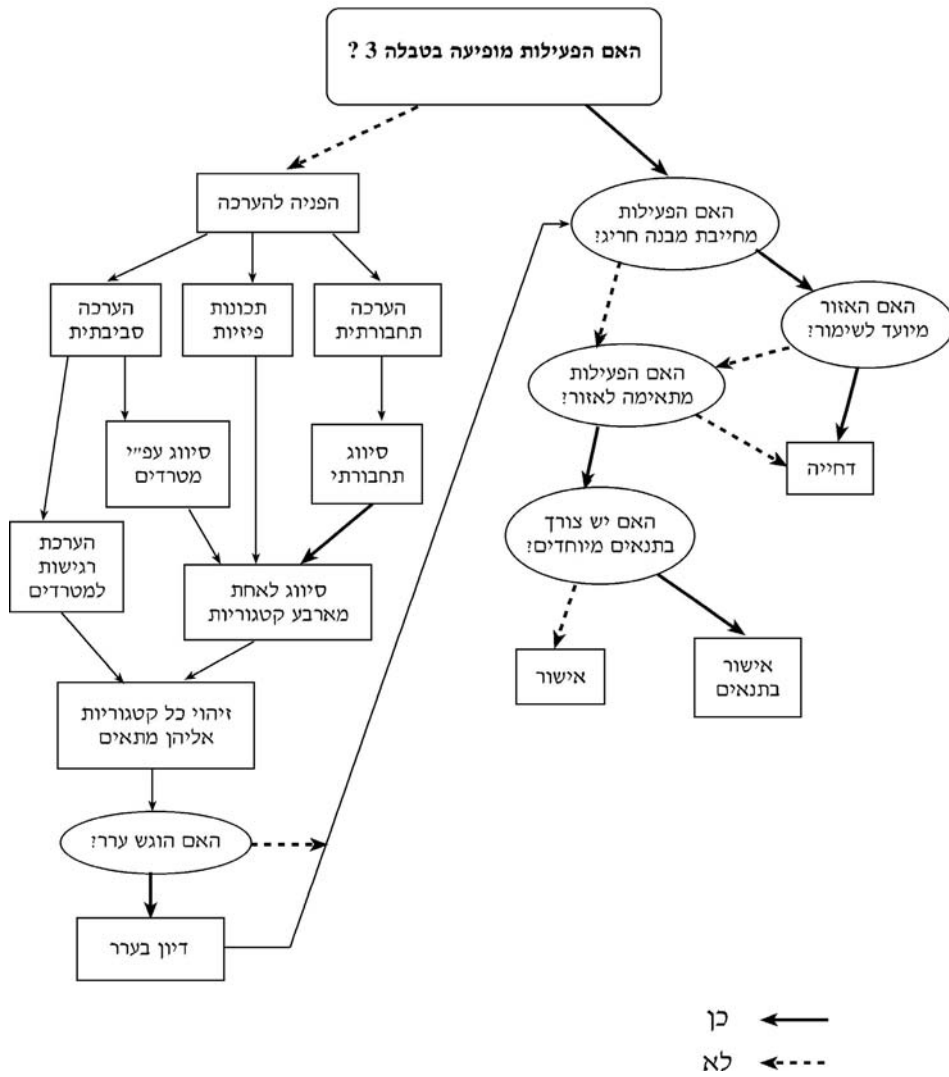 האם הפעילות מופיעה בטבלה 3 ?
הפניה להערכה
האם הפעילות
מחייבת מבנה חריג?
הערכה
תחבורתית
תכונות
פיזיות
הערכה
סביבתית
האם האזור
מיועד לשימור?
האם הפעילות
מתאימה לאזור?
דחייה
סיווג
תחבורתי
סיווג עפ״י
מטרדים
הערכת
רגישות
למטרדים
האם יש צורך
בתנאים מיוחדים?
סיווג לאחת
מארבע קטגוריות
אישור
בתנאים
אישור
זיהוי כל קטגוריות
אליהן מתאים
האם הוגש ערר?
דיון בערר
כן
לא